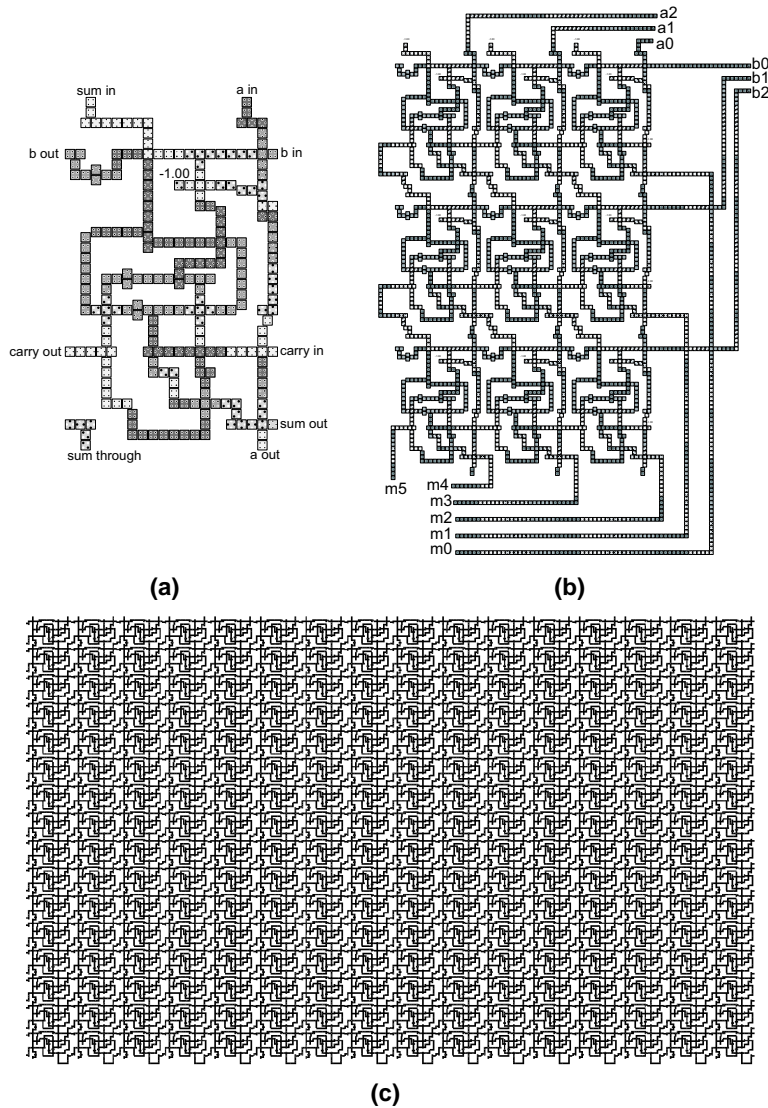 sum in
a in
b out
b in
-1.00
carry out
carry in
sum out
sum through
a out
(a)
a2
a1
a0
b0
b1
b2
m5
m4
m3
m2
m1
m0
(b)
(c)